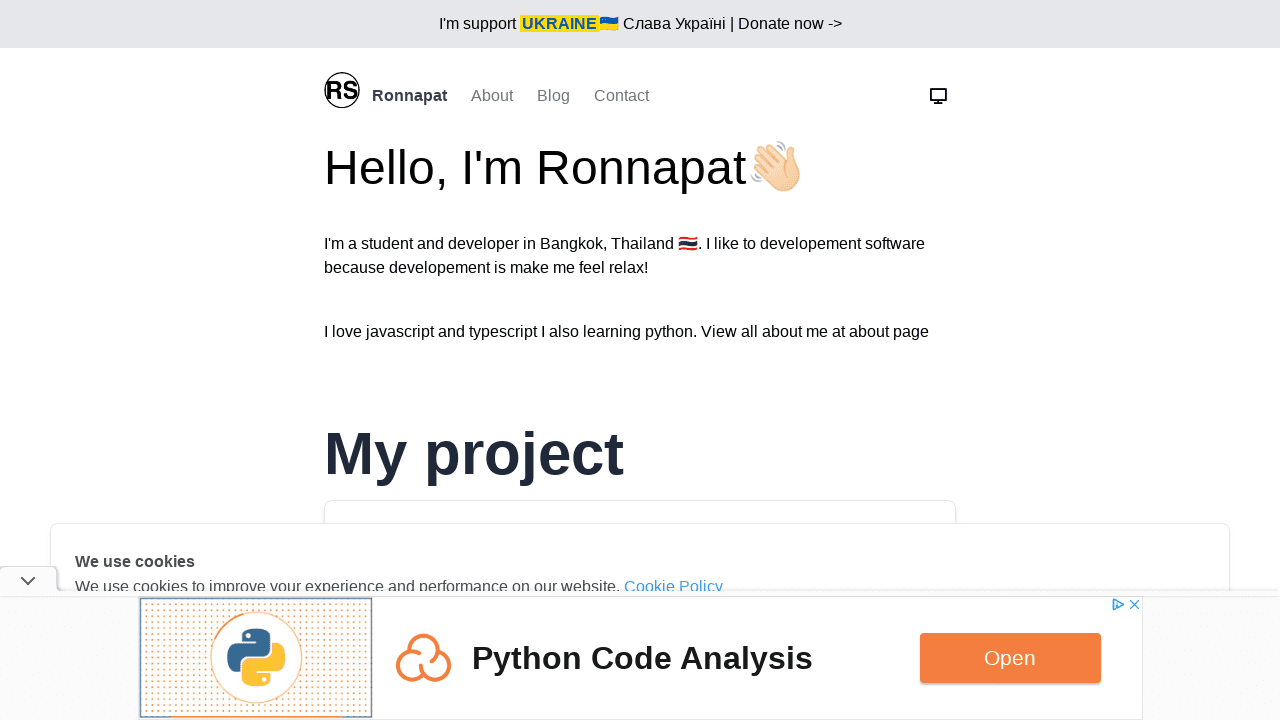 I'm support UKRAINE🇺🇦 Слава Україні | Donate now ->
RS Ronnapat About Blog Contact
Hello, I'm Ronnapat👋🏻
I'm a student and developer in Bangkok, Thailand 🇹🇭. I like to developement software
because developement is make me feel relax!
I love javascript and typescript I also learning python. View all about me at about page
My project
We use cookies
We use cookies to improve your experience and performance on our website. Cookie Policy
Python Code Analysis
Open